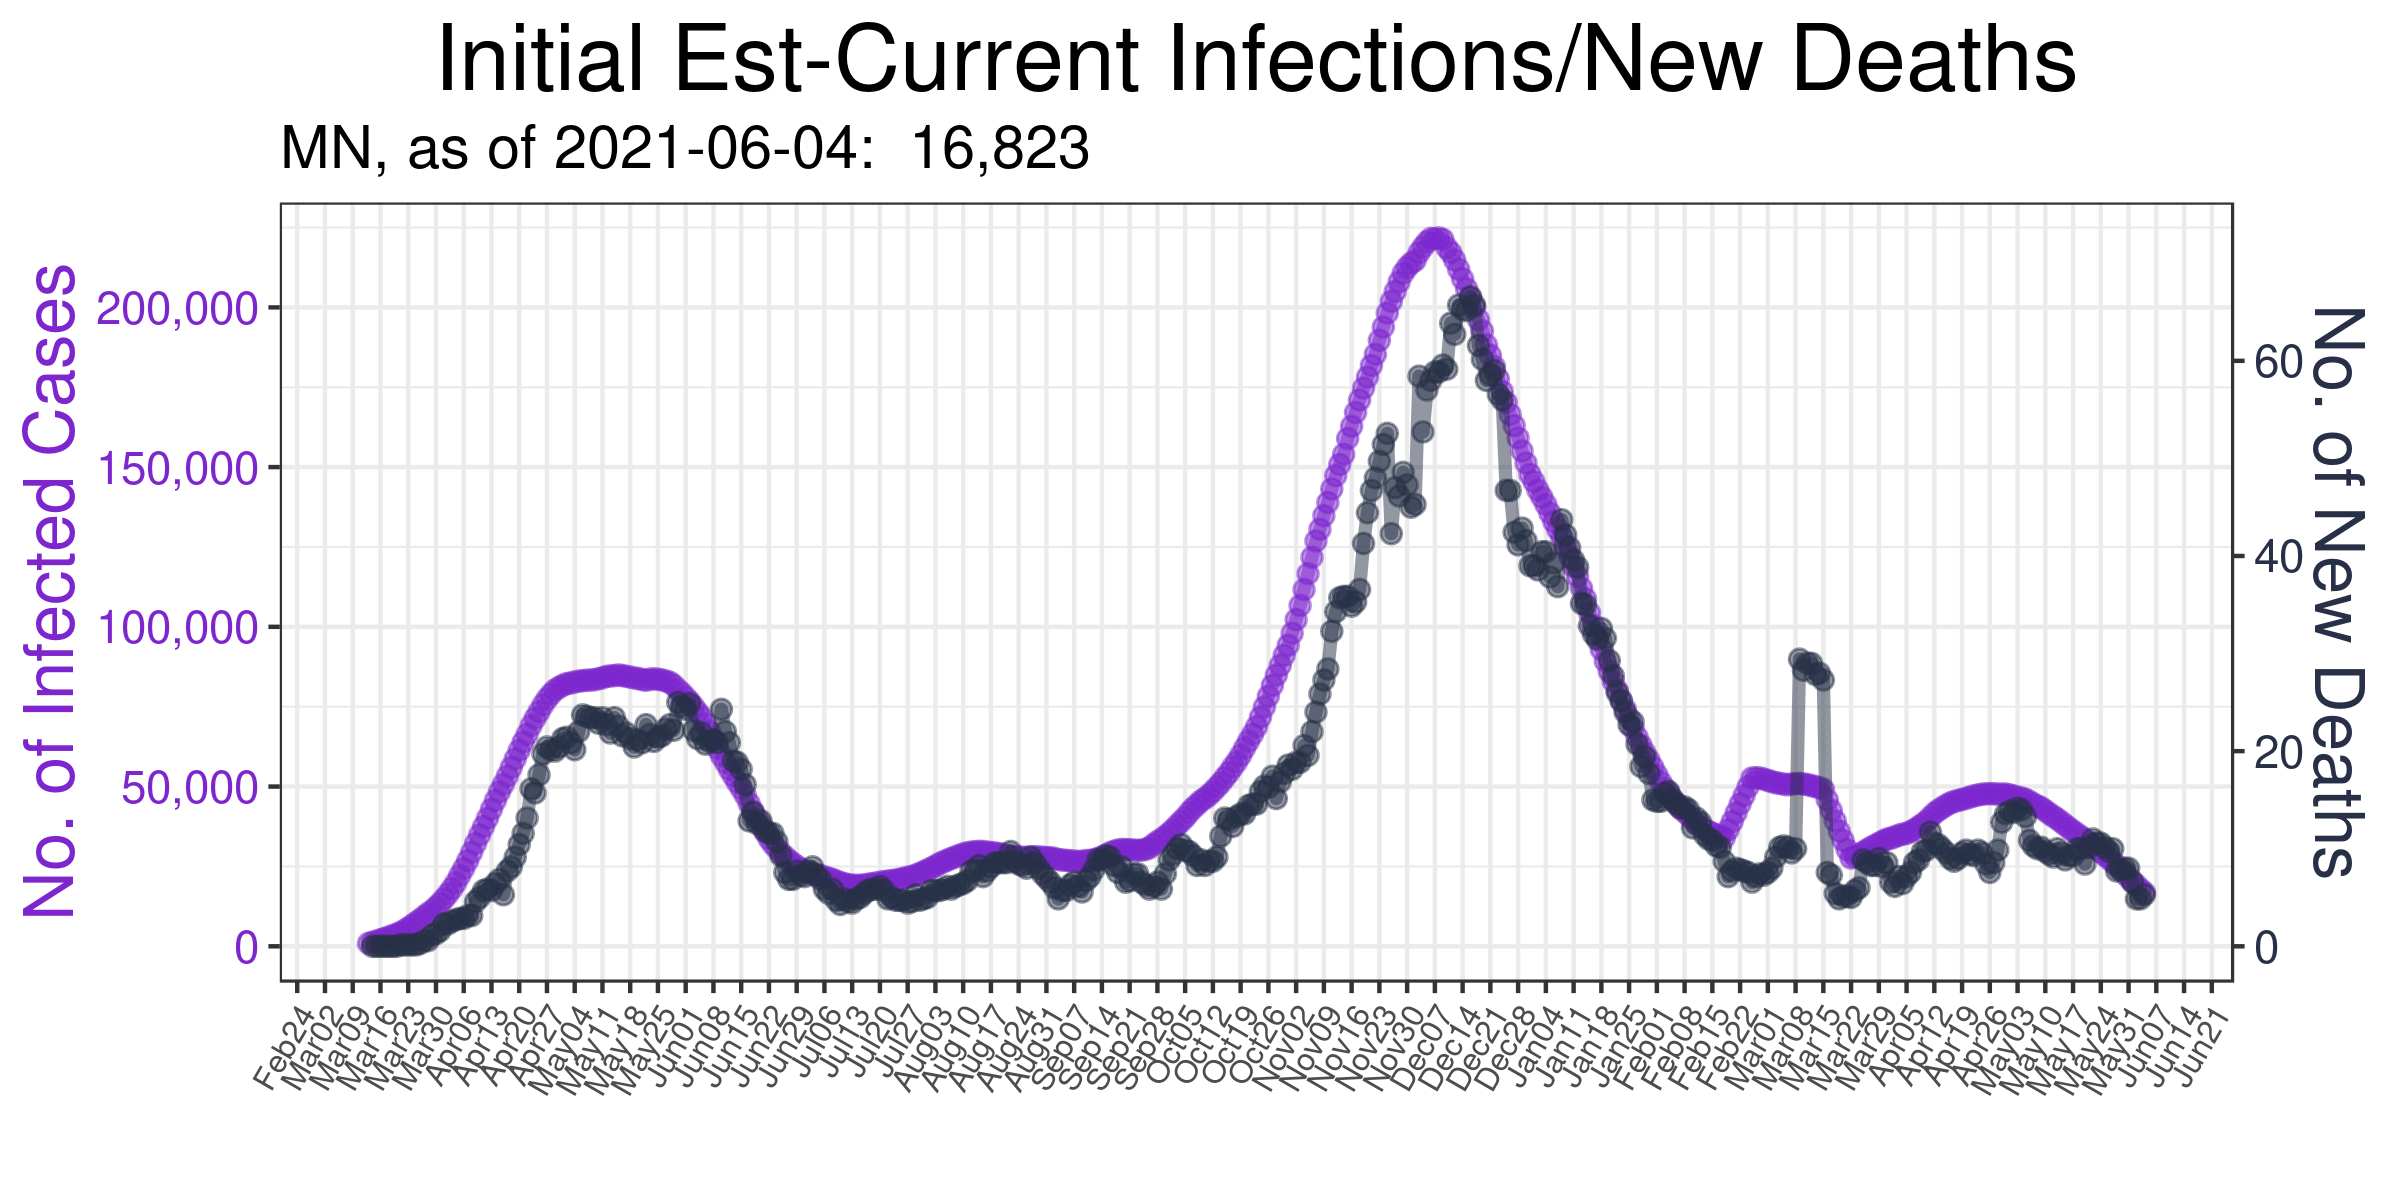 Initial Est-Current Infections/New Deaths
MN, as of 2021-06-04:  16,823
No. of Infected Cases
200,000
150,000
100,000
50,000
0
60
40
20
0
No. of New Deaths
Feb24
Mar02
Mar09
Mar16
Mar23
Mar30
Apr06
Apr13
Apr20
Apr27
May04
May11
May18
May25
Jun01
Jun08
Jun15
Jun22
Jun29
Jul06
Jul13
Jul20
Jul27
Aug03
Aug10
Aug17
Aug24
Aug31
Sep07
Sep14
Sep21
Sep28
Oct05
Oct12
Oct19
Oct26
Nov02
Nov09
Nov16
Nov23
Nov30
Dec07
Dec14
Dec21
Dec28
Jan04
Jan11
Jan18
Jan25
Feb01
Feb08
Feb15
Feb22
Mar01
Mar08
Mar15
Mar22
Mar29
Apr05
Apr12
Apr19
Apr26
May03
May10
May17
May24
May31
Jun07
Jun14
Jun21